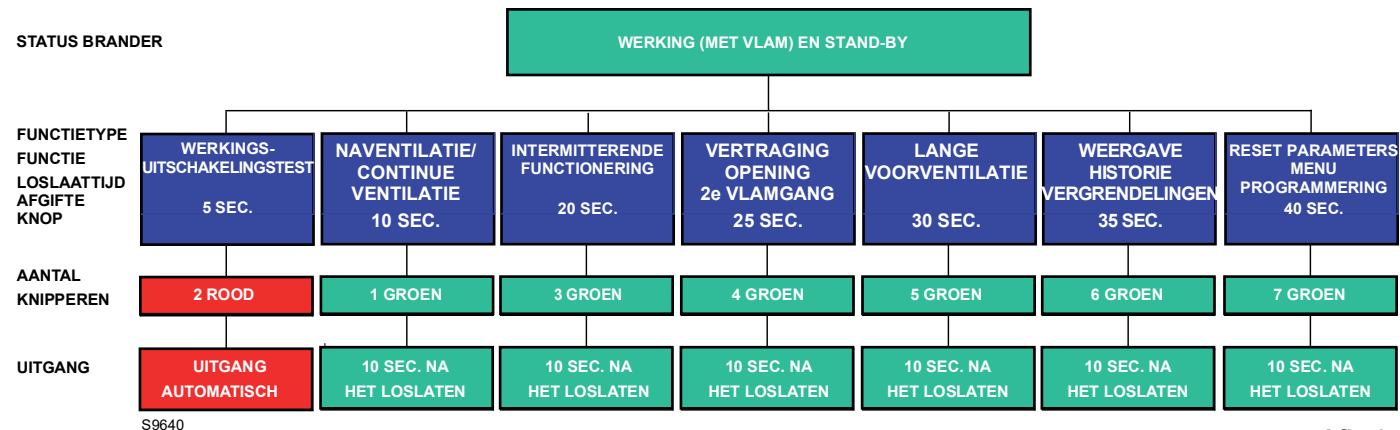 STATUS BRANDER
WERKING (MET VLAM) EN STAND-BY
FUNCTIETYPE
FUNCTIE
LOSLAATTIJD
AFGIFTE
KNOP
WERKINGS-
UITSCHAKELINGSTEST
5 SEC.
NAVENTILATIE/
CONTINUE
VENTILATIE
10 SEC.
INTERMITTERENDE
FUNCTIONERING
20 SEC.
VERTRAGING
OPENING
2e VLAMGANG
25 SEC.
LANGE
VOORVENTILATIE
30 SEC.
WEERGAVE
HISTORIE
VERGRENDELINGEN
35 SEC.
RESET PARAMETERS
MENU
PROGRAMMERING
40 SEC.
AANTAL
KNIPPEREN
2 ROOD
1 GROEN
3 GROEN
4 GROEN
5 GROEN
6 GROEN
7 GROEN
UITGANG
UITGANG
AUTOMATISCH
10 SEC. NA
HET LOSLATEN
10 SEC. NA
HET LOSLATEN
10 SEC. NA
HET LOSLATEN
10 SEC. NA
HET LOSLATEN
10 SEC. NA
HET LOSLATEN
10 SEC. NA
HET LOSLATEN
S9640